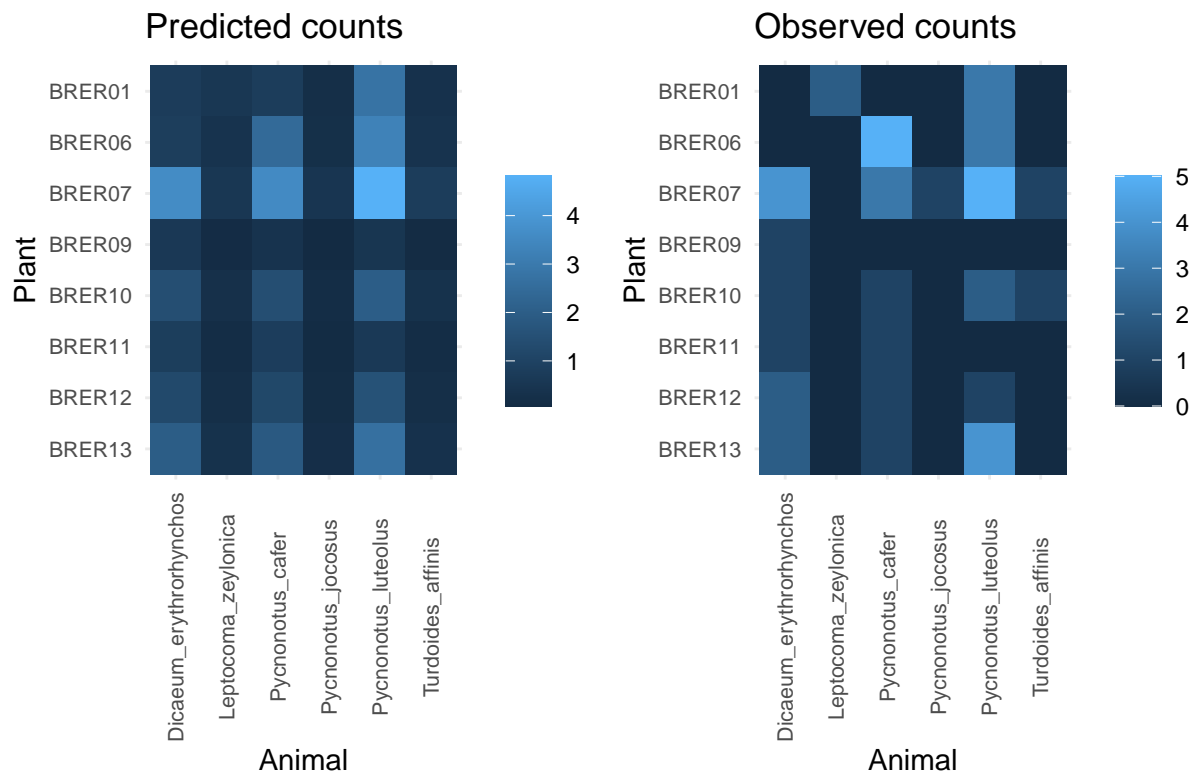 Predicted counts
BRER01
BRER06
BRER07
BRER09
BRER10
BRER11
BRER12
BRER13
Plant
Dicaeum_erythrorhynchos
Leptocoma_zeylonica
Pycnonotus_cafer
Pycnonotus_jocosus
Pycnonotus_luteolus
Turdoides_affinis
Animal
4
3
2
1
Observed counts
BRER01
BRER06
BRER07
BRER09
BRER10
BRER11
BRER12
BRER13
Plant
Dicaeum_erythrorhynchos
Leptocoma_zeylonica
Pycnonotus_cafer
Pycnonotus_jocosus
Pycnonotus_luteolus
Turdoides_affinis
Animal
5
4
3
2
1
0